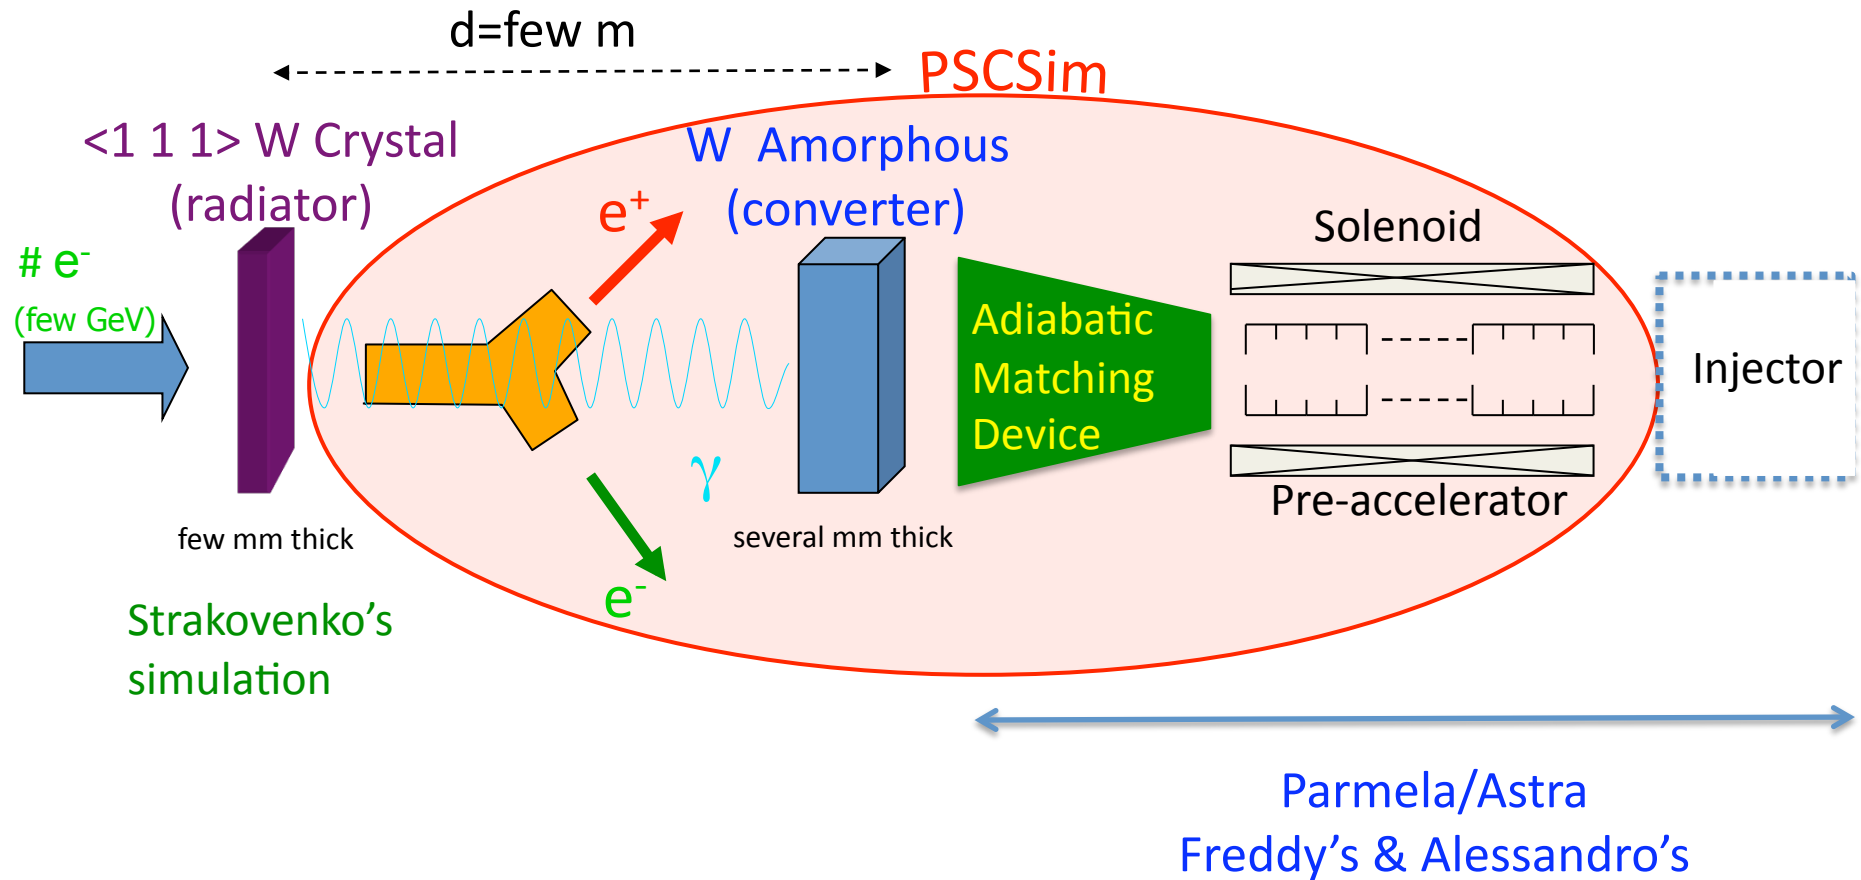 d=few m
PSCSim
<1 1 1> W Crystal
(radiator)
W Amorphous
(converter)
# e-
(few GeV)
e+
Solenoid
Adiabatic
Matching
Device
Injector
γ
Pre-accelerator
few mm thick
several mm thick
e-
Strakovenko’s
simulation
Parmela/Astra
Freddy’s & Alessandro’s